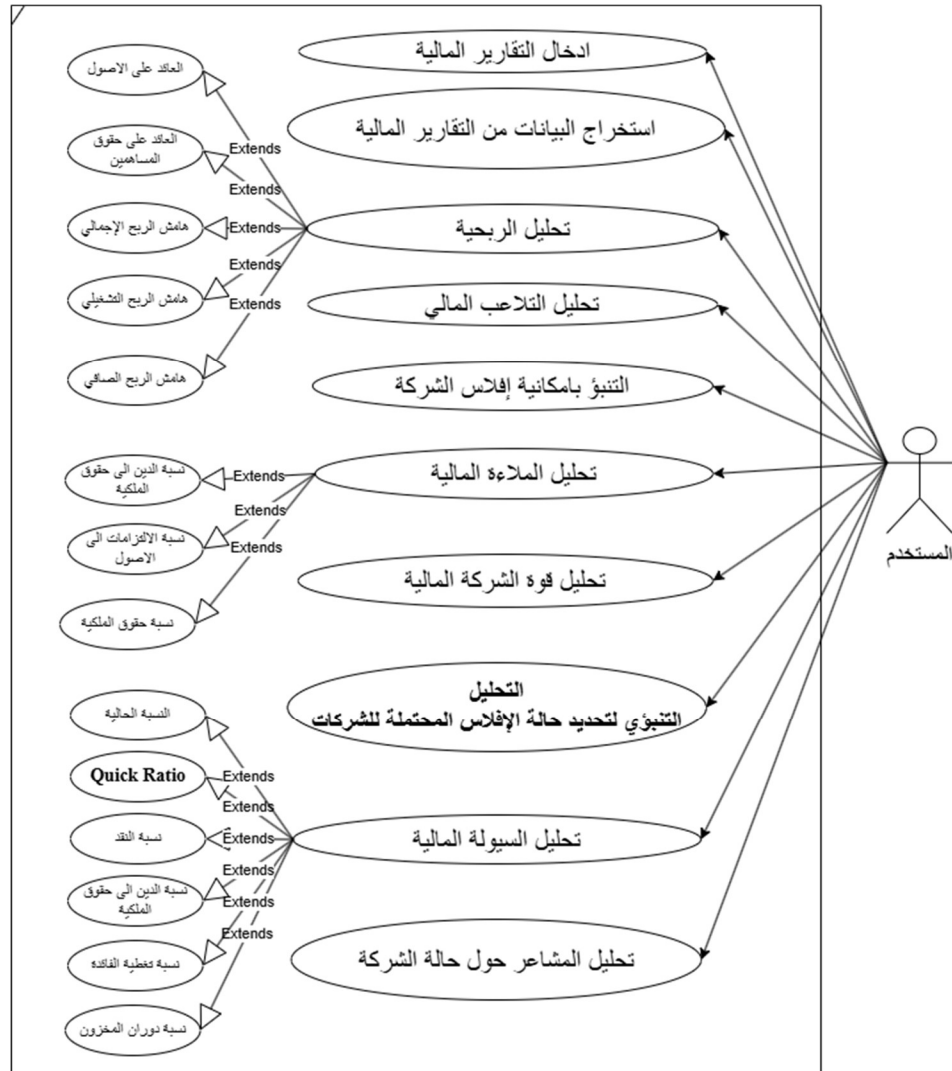 ادخال التقارير المالية
استخراج البيانات من التقارير المالية
تحليل الربحية
تحليل التلاعب المالي
التنبؤ بامكانية إفلاس الشركة
تحليل الملاءة المالية
تحليل قوة الشركة المالية
التحليل
التنبؤي لتحديد حالة الإفلاس المحتملة للشركات
تحليل السيولة المالية
تحليل المشاعر حول حالة الشركة
المستخدم
العائد على الاصول
العائد على حقوق
المساهمين
هامش الربح الإجمالي
هامش الربح التشغيلي
هامش الربح الصافي
Extends
Extends
Extends
Extends
Extends
نسبة الدين الى حقوق
الملكية
نسبة الالتزامات الى
الاصول
نسبة حقوق الملكية
Extends
Extends
Extends
النسبة الحالية
Quick Ratio
نسبة النقد
نسبة الدين الى حقوق
الملكية
نسبة تغطية الفائدة
نسبة دوران المخزون
Extends
Extends
Extends
Extends
Extends
Extends